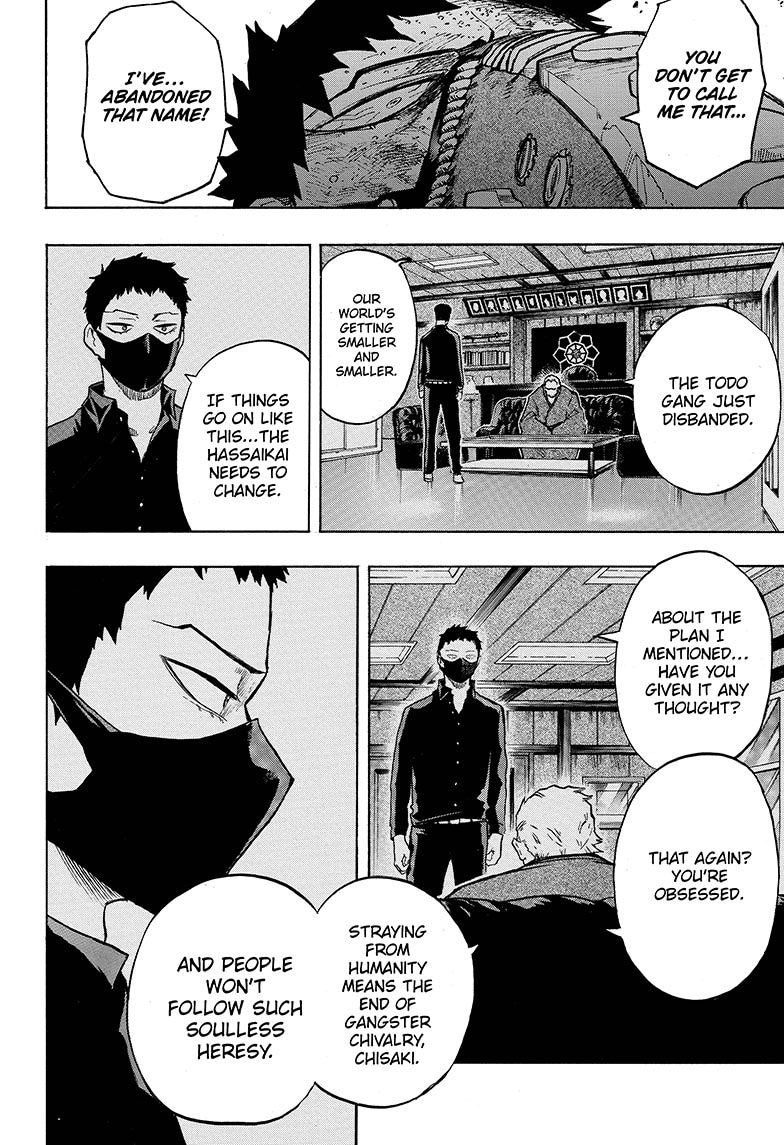 YOU
DON'T GET
TO CALL
ME THAT...
I'VE...
ABANDONED
THAT NAME!
THE TODO
GANG JUST
DISBANDED.
OUR
WORLD'S
GETTING
SMALLER
AND
SMALLER.
IF THINGS
GO ON LIKE
THIS...THE
HASSAIKAI
NEEDS TO
CHANGE.
ABOUT THE
PLAN I
MENTIONED...
HAVE YOU
GIVEN IT ANY
THOUGHT?
THAT AGAIN?
YOU'RE
OBSESSED.
STRAYING
FROM
HUMANITY
MEANS THE
END OF
GANGSTER
CHIVALRY,
CHISAKI.
AND PEOPLE
WON'T
FOLLOW SUCH
SOULLESS
HERESY.